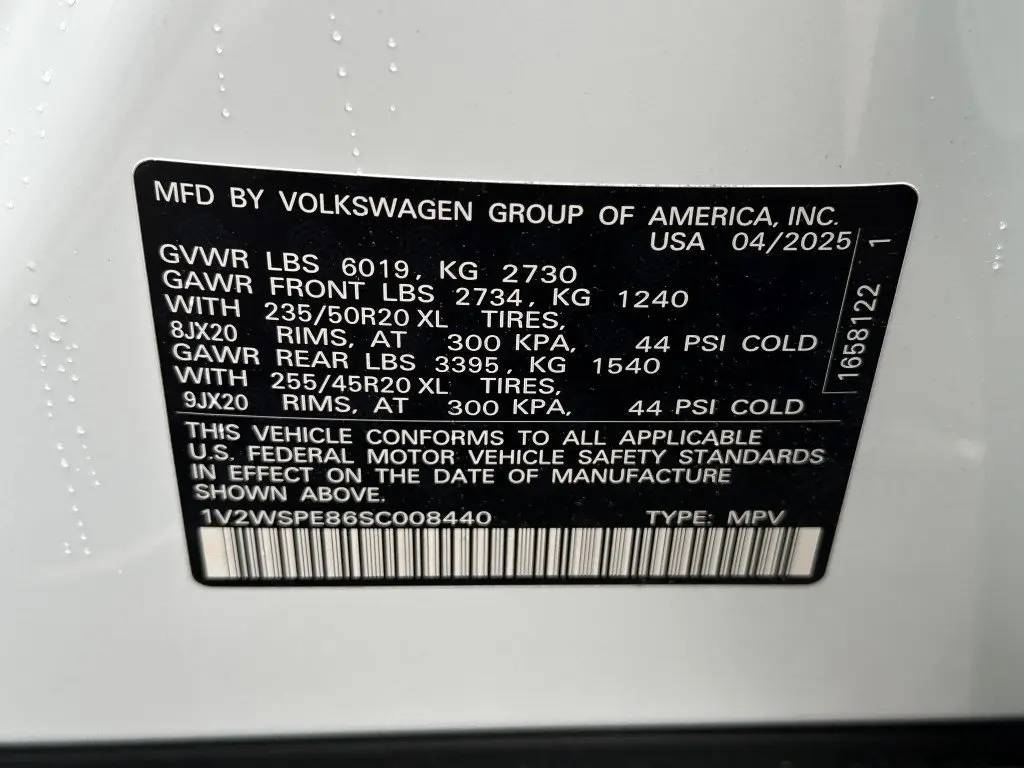 MFD BY VOLKSWAGEN GROUP OF AMERICA, INC.
USA 04/2025
GVWR LBS 6019, KG 2730
GAWR FRONT LBS 2734, KG 1240
WITH 235/50R20 XL TIRES,
8JX20 RIMS, AT 300 KPA, 44 PSI COLD
GAWR REAR LBS 3395, KG 1540
WITH 255/45R20 XL TIRES,
9JX20 RIMS, AT 300 KPA, 44 PSI COLD
THIS VEHICLE CONFORMS TO ALL APPLICABLE
U.S. FEDERAL MOTOR VEHICLE SAFETY STANDARDS
IN EFFECT ON THE DATE OF MANUFACTURE
SHOWN ABOVE.
1V2WSPE86SC008440 TYPE: MPV
1658122 1